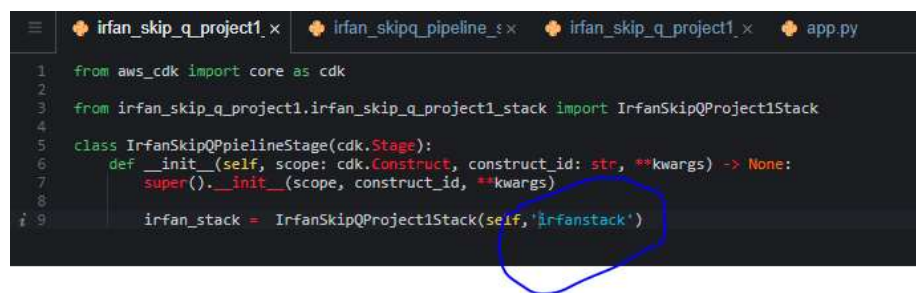 irfan_skip_q_project1_ × irfan_skipq_pipeline_s × irfan_skip_q_project1_ × app.py
1 from aws_cdk import core as cdk
2
3 from irfan_skip_q_project1.irfan_skip_q_project1_stack import IrfanSkipQProject1Stack
4
5 class IrfanSkipQPpielineStage(cdk.Stage):
6 def __init__(self, scope: cdk.Construct, construct_id: str, **kwargs) -> None:
7 super().__init__(scope, construct_id, **kwargs)
8
i 9 irfan_stack = IrfanSkipQProject1Stack(self,'irfanstack')